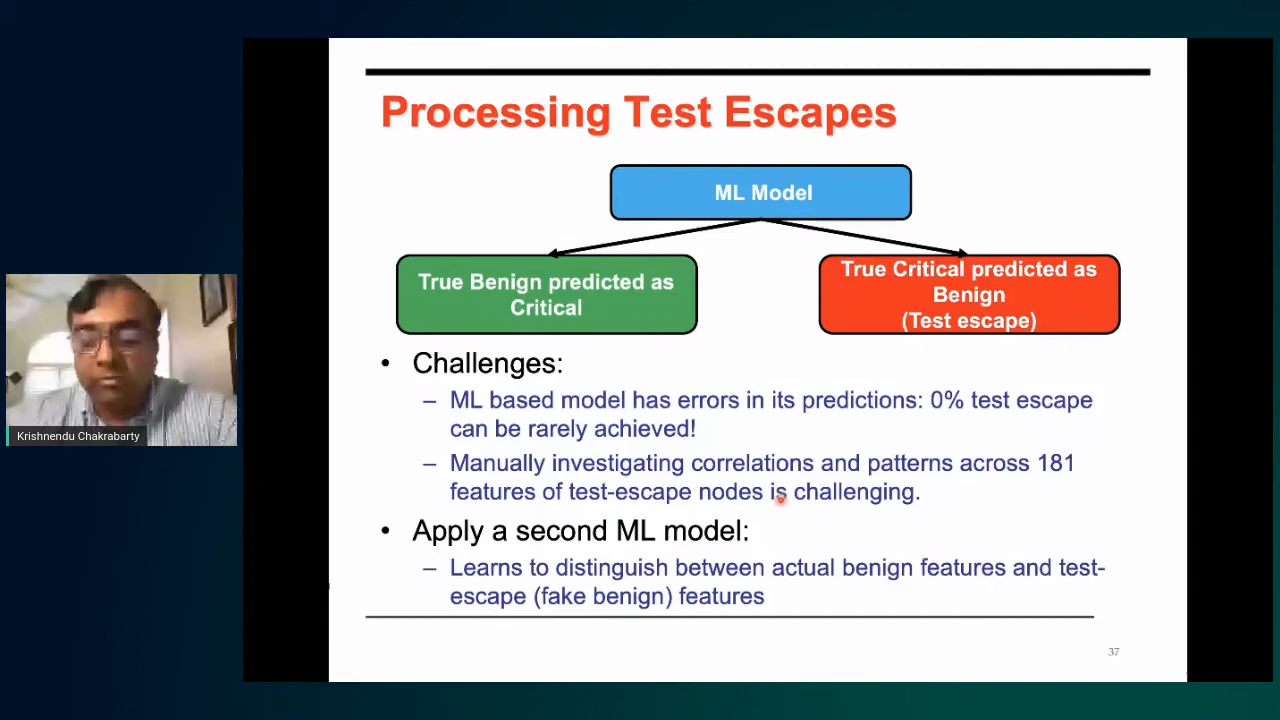 Processing Test Escapes
ML Model
True Benign predicted as
Critical
True Critical predicted as
Benign
(Test escape)
• Challenges:
– ML based model has errors in its predictions: 0% test escape
can be rarely achieved!
– Manually investigating correlations and patterns across 181
features of test-escape nodes is challenging.
• Apply a second ML model:
– Learns to distinguish between actual benign features and test-
escape (fake benign) features
37
Krishnendu Chakrabarty